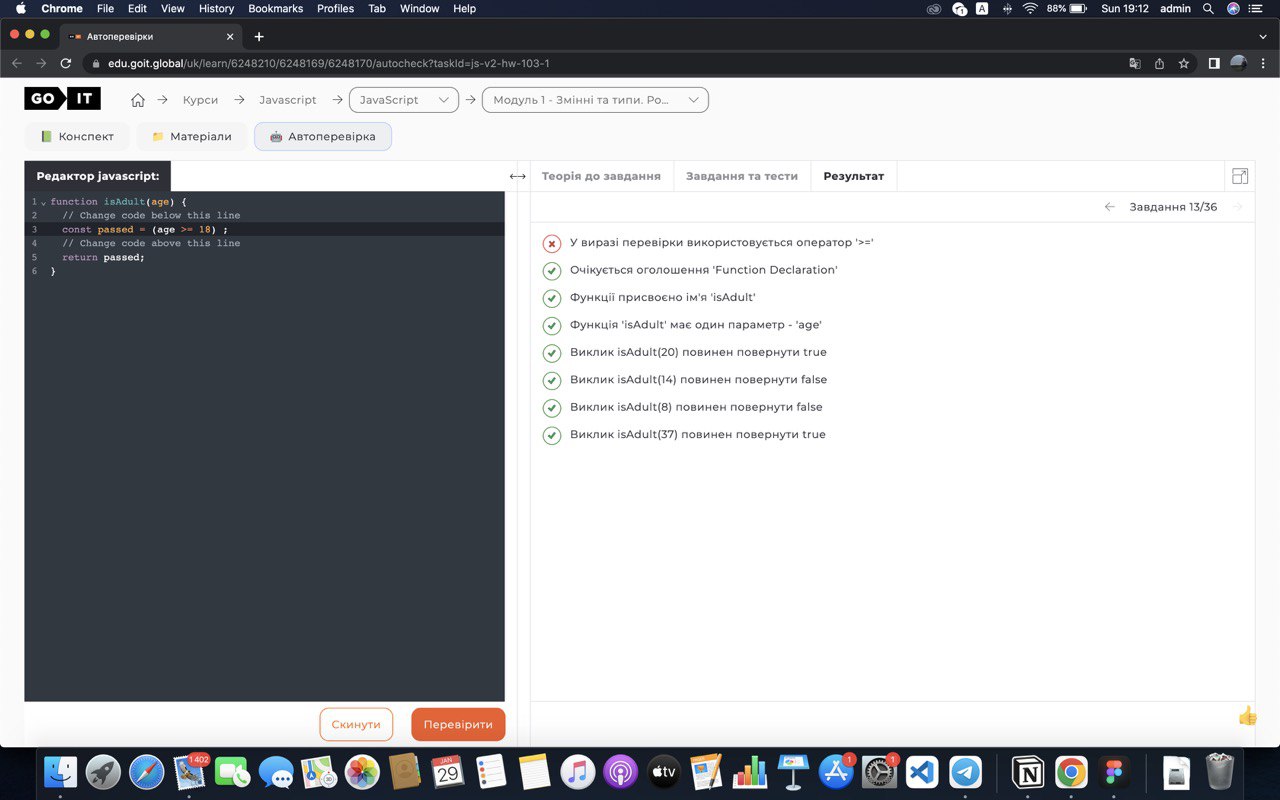 Chrome File Edit View History Bookmarks Profiles Tab Window Help 1 A 88% Sun 19:12 admin
Автоперевірки
edu.goit.global/uk/learn/6248210/6248169/6248170/autocheck?taskId=js-v2-hw-103-1
GO IT Курси Javascript JavaScript Модуль 1 - Змінні та типи. Ро...
Конспект Матеріали Автоперевірка
Редактор javascript:
1 function isAdult(age) {
2 // Change code below this line
3 const passed = (age >= 18) ;
4 // Change code above this line
5 return passed;
6 }
Скинути Перевірити
Теорія до завдання Завдання та тести Результат
Завдання 13/36
У виразі перевірки використовується оператор '>='
Очікується оголошення 'Function Declaration'
Функції присвоєно ім'я 'isAdult'
Функція 'isAdult' має один параметр - 'age'
Виклик isAdult(20) повинен повернути true
Виклик isAdult(14) повинен повернути false
Виклик isAdult(8) повинен повернути false
Виклик isAdult(37) повинен повернути true
1 402
JAN
29
tv
1
1